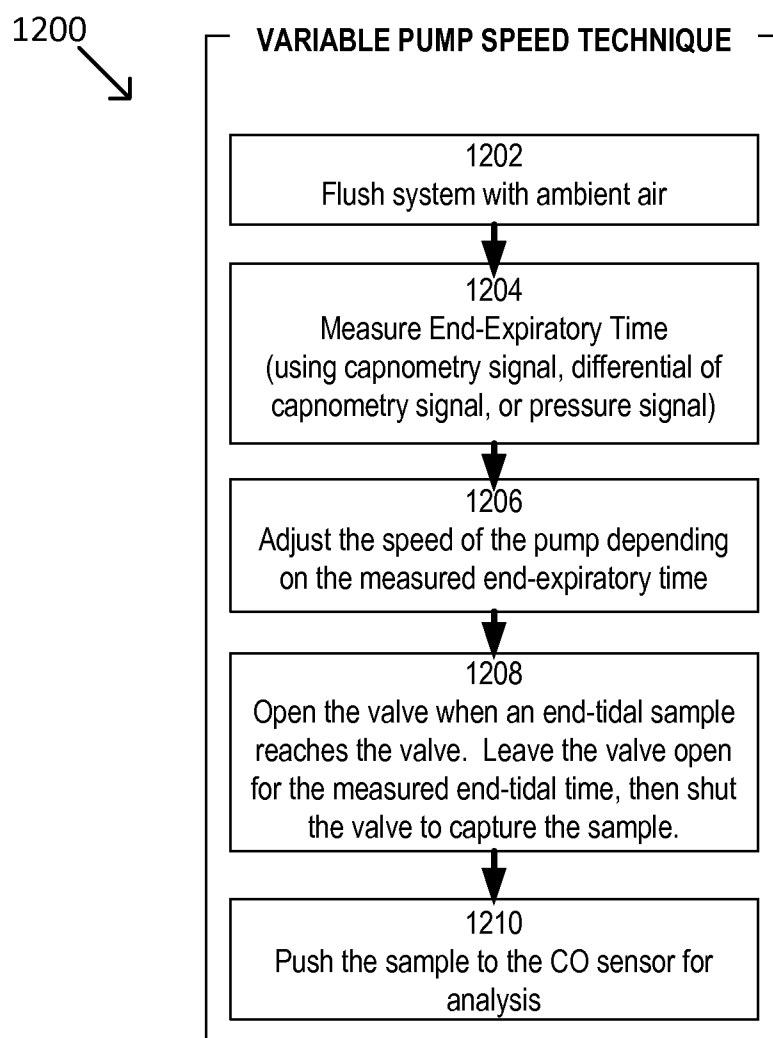 1200
VARIABLE PUMP SPEED TECHNIQUE
1202
Flush system with ambient air
1204
Measure End-Expiratory Time
(using capnometry signal, differential of
capnometry signal, or pressure signal)
1206
Adjust the speed of the pump depending
on the measured end-expiratory time
1208
Open the valve when an end-tidal sample
reaches the valve.  Leave the valve open
for the measured end-tidal time, then shut
the valve to capture the sample.
1210
Push the sample to the CO sensor for
analysis